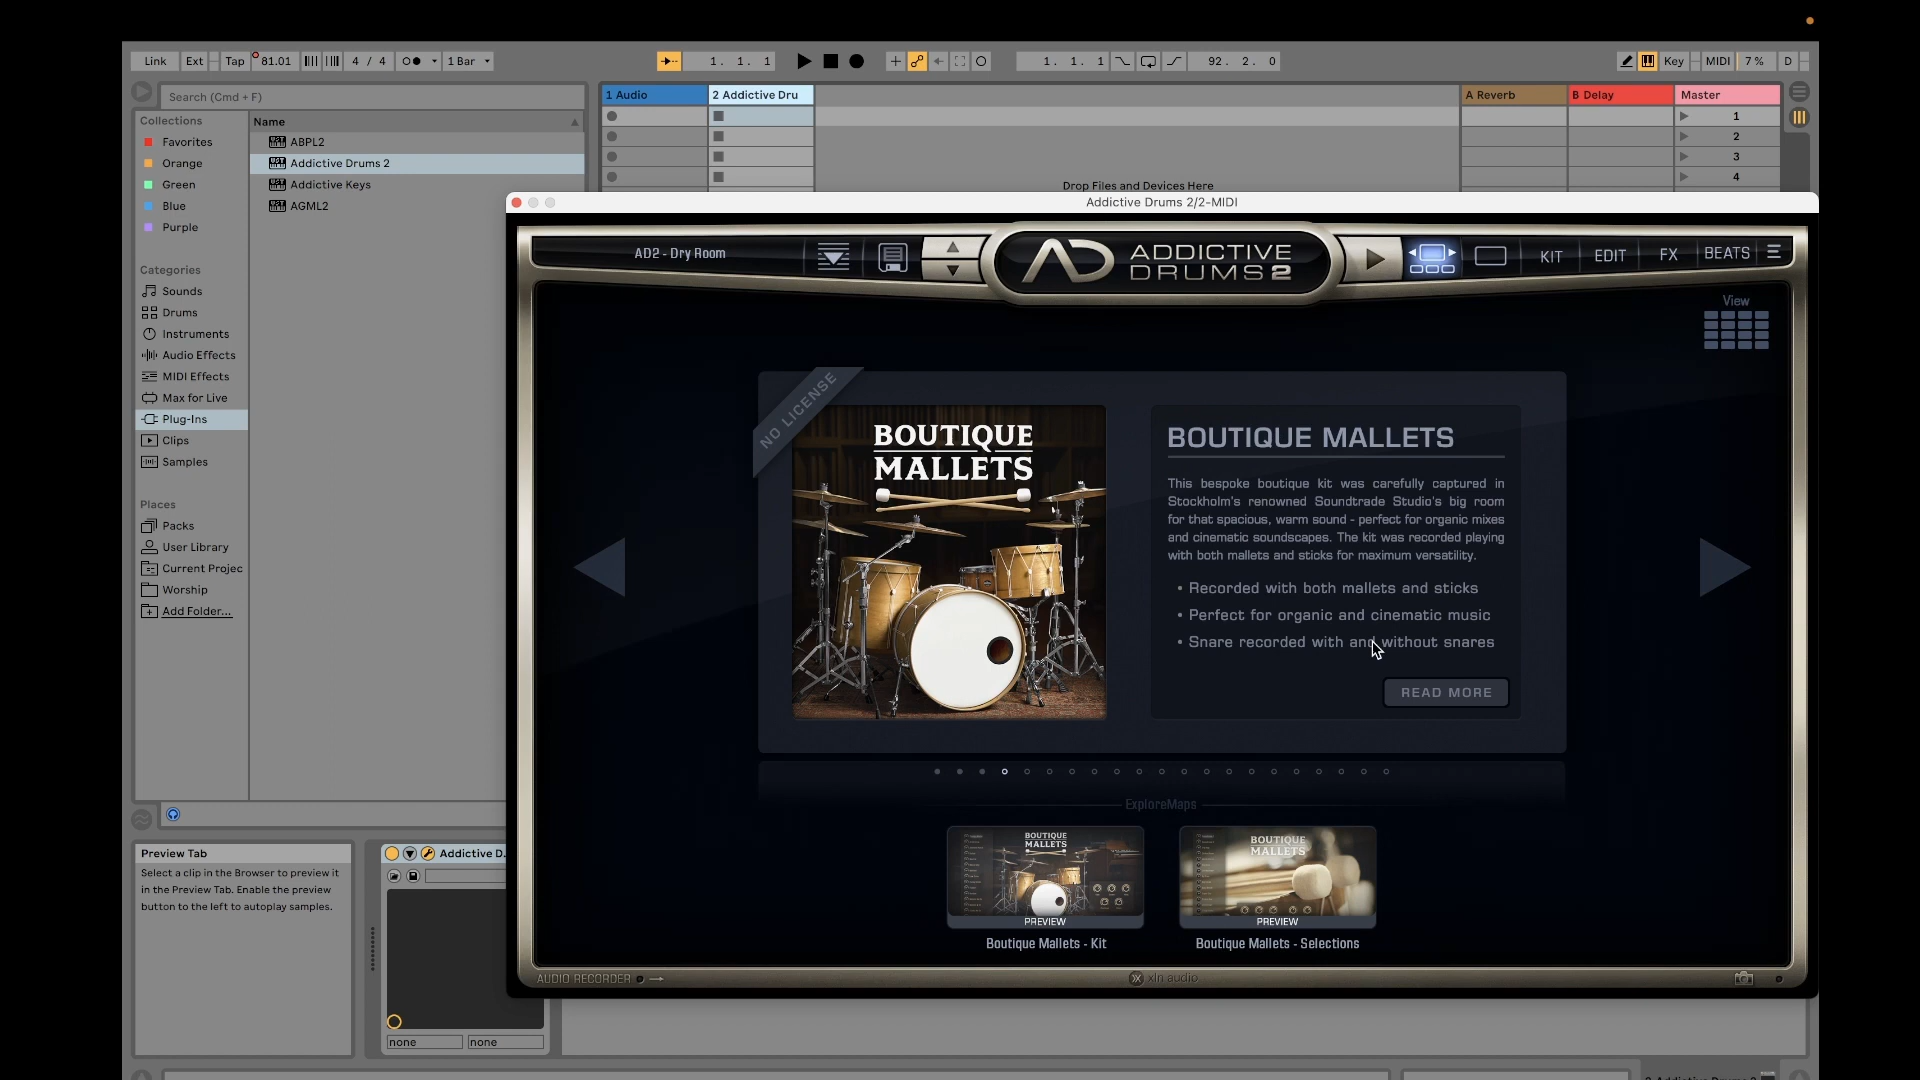 Link Ext Tap 81.01 4 / 4 1 Bar 1. 1. 1 1. 1. 1 92. 2. 0 Key MIDI 7 % D
Search (Cmd + F)
Collections
Favorites
Orange
Green
Blue
Purple
Categories
Sounds
Drums
Instruments
Audio Effects
MIDI Effects
Max for Live
Plug-Ins
Clips
Samples
Places
Packs
User Library
Current Projec
Worship
Add Folder...
Name
ABPL2
Addictive Drums 2
Addictive Keys
AGML2
1 Audio
2 Addictive Dru
A Reverb
B Delay
Master
1
2
3
4
Drop Files and Devices Here
Addictive Drums 2/2-MIDI
AD2 - Dry Room
AD ADDICTIVE
DRUMS 2
KIT EDIT FX BEATS
View
NO LICENSE
BOUTIQUE
MALLETS
BOUTIQUE MALLETS
This bespoke boutique kit was carefully captured in
Stockholm's renowned Soundtrade Studio's big room
for that spacious, warm sound - perfect for organic mixes
and cinematic soundscapes. The kit was recorded playing
with both mallets and sticks for maximum versatility.
• Recorded with both mallets and sticks
• Perfect for organic and cinematic music
• Snare recorded with and without snares
READ MORE
ExploreMaps
BOUTIQUE
MALLETS
PREVIEW
Boutique Mallets - Kit
BOUTIQUE
MALLETS
PREVIEW
Boutique Mallets - Selections
AUDIO RECORDER
xln audio
Preview Tab
Select a clip in the Browser to preview it
in the Preview Tab. Enable the preview
button to the left to autoplay samples.
Addictive D.
none none